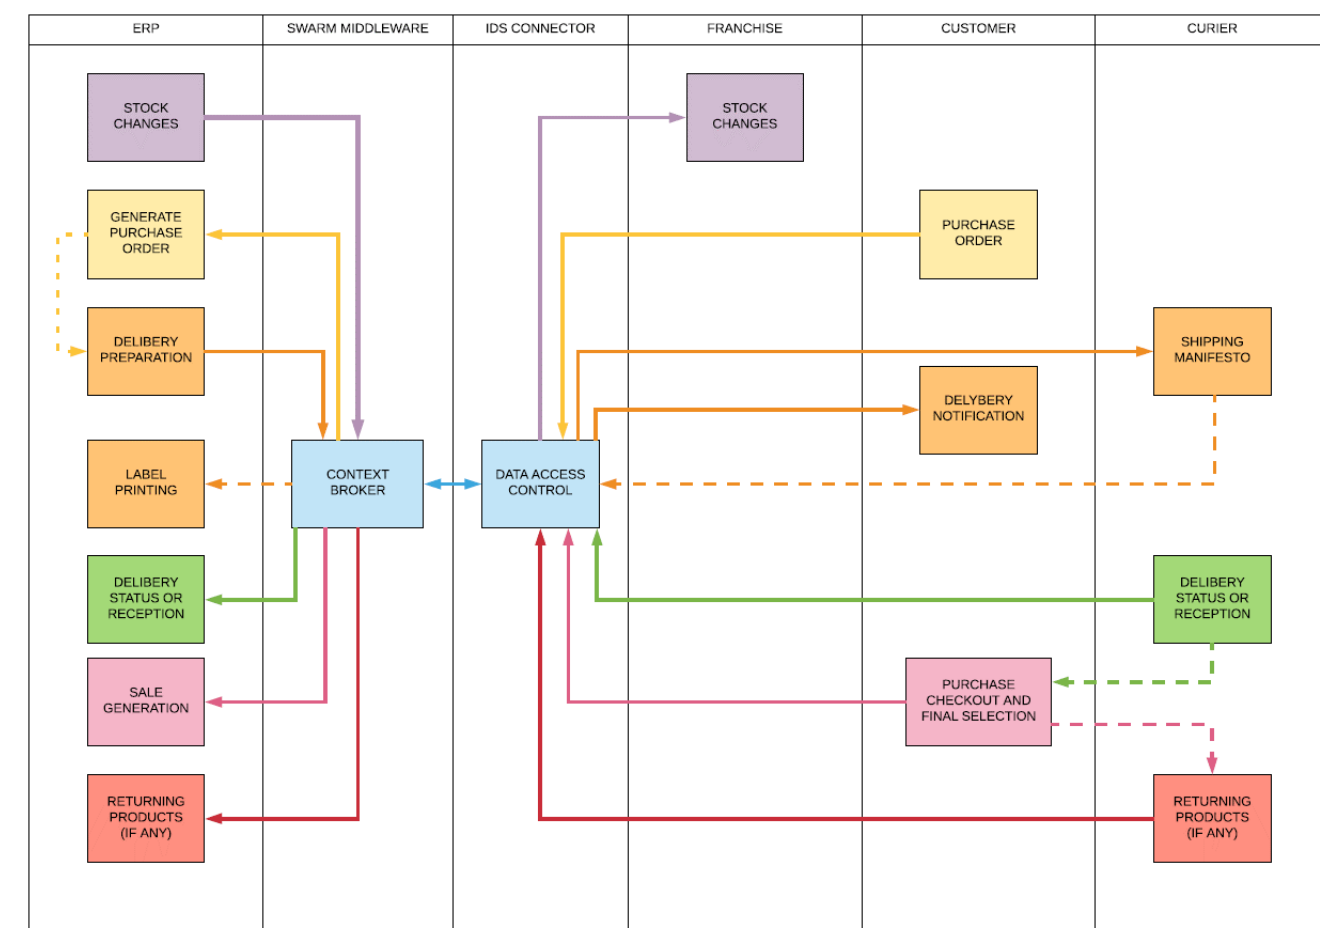 ERP
SWARM MIDDLEWARE
IDS CONNECTOR
FRANCHISE
CUSTOMER
CURIER
STOCK
CHANGES
STOCK
CHANGES
GENERATE
PURCHASE
ORDER
PURCHASE
ORDER
DELIBERY
PREPARATION
SHIPPING
MANIFESTO
DELYBERY
NOTIFICATION
LABEL
PRINTING
CONTEXT
BROKER
DATA ACCESS
CONTROL
DELIBERY
STATUS OR
RECEPTION
DELIBERY
STATUS OR
RECEPTION
SALE
GENERATION
PURCHASE
CHECKOUT AND
FINAL SELECTION
RETURNING
PRODUCTS
(IF ANY)
RETURNING
PRODUCTS
(IF ANY)